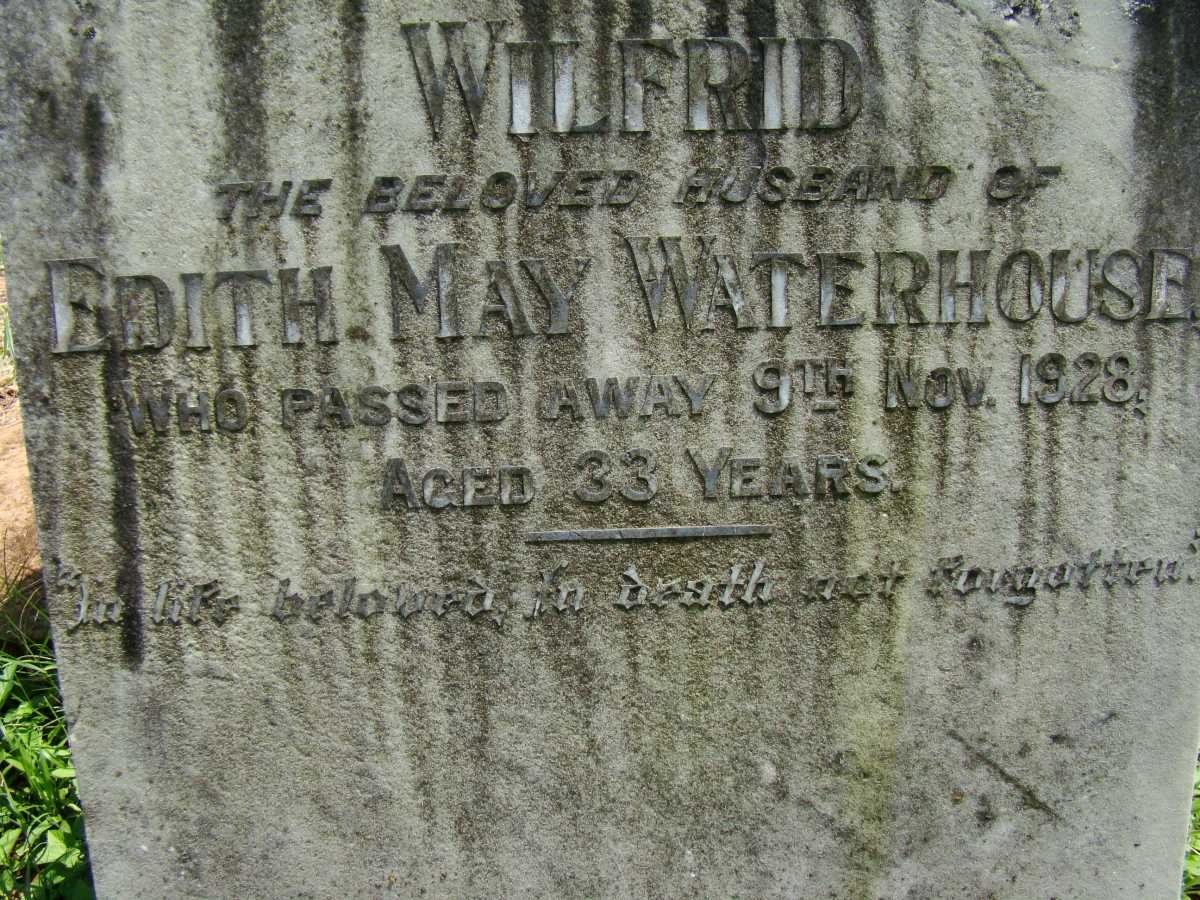 WILFRID
THE BELOVED HUSBAND OF
EDITH MAY WATERHOUSE
WHO PASSED AWAY 9TH NOV. 1928,
AGED 33 YEARS.
"In life beloved, In death not forgotten."